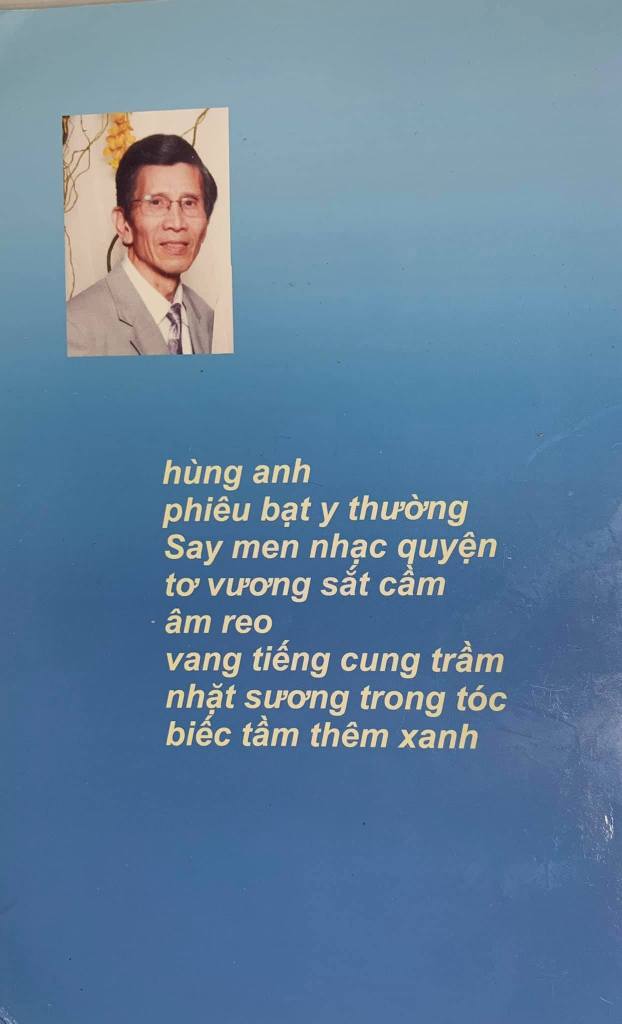 hùng anh
phiêu bạt y thường
Say men nhạc quyện
tơ vương sắt cầm
âm reo
vang tiếng cung trầm
nhặt sương trong tóc
biếc tầm thêm xanh